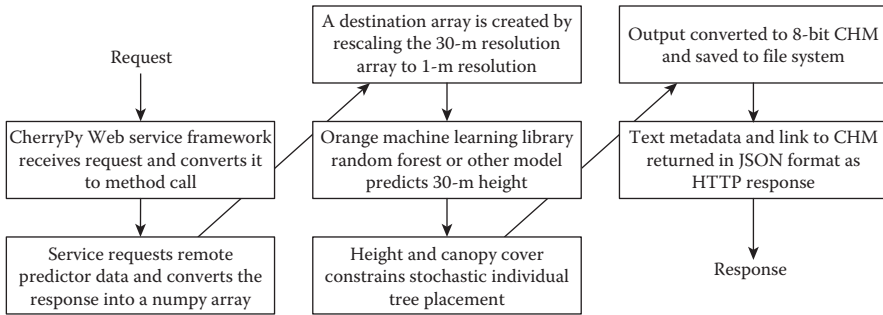 Request
CherryPy Web service framework
receives request and converts it
to method call
Service requests remote
predictor data and converts the
response into a numpy array
A destination array is created by
rescaling the 30-m resolution
array to 1-m resolution
Orange machine learning library
random forest or other model
predicts 30-m height
Height and canopy cover
constrains stochastic individual
tree placement
Output converted to 8-bit CHM
and saved to file system
Text metadata and link to CHM
returned in JSON format as
HTTP response
Response